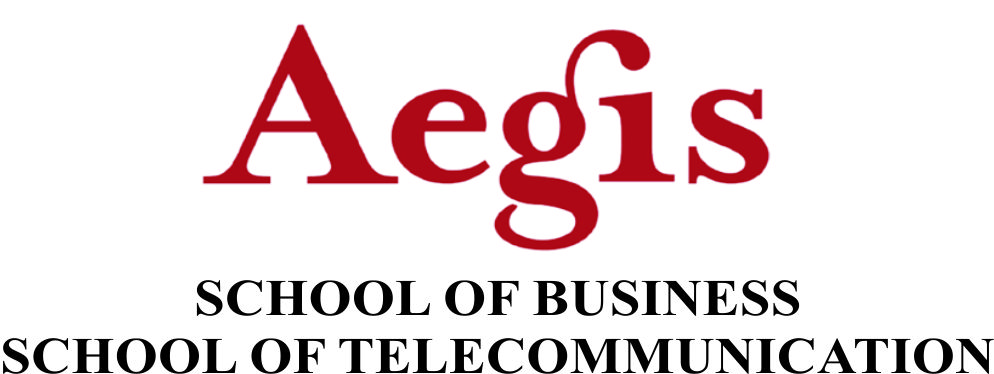 Aegis
SCHOOL OF BUSINESS
SCHOOL OF TELECOMMUNICATION